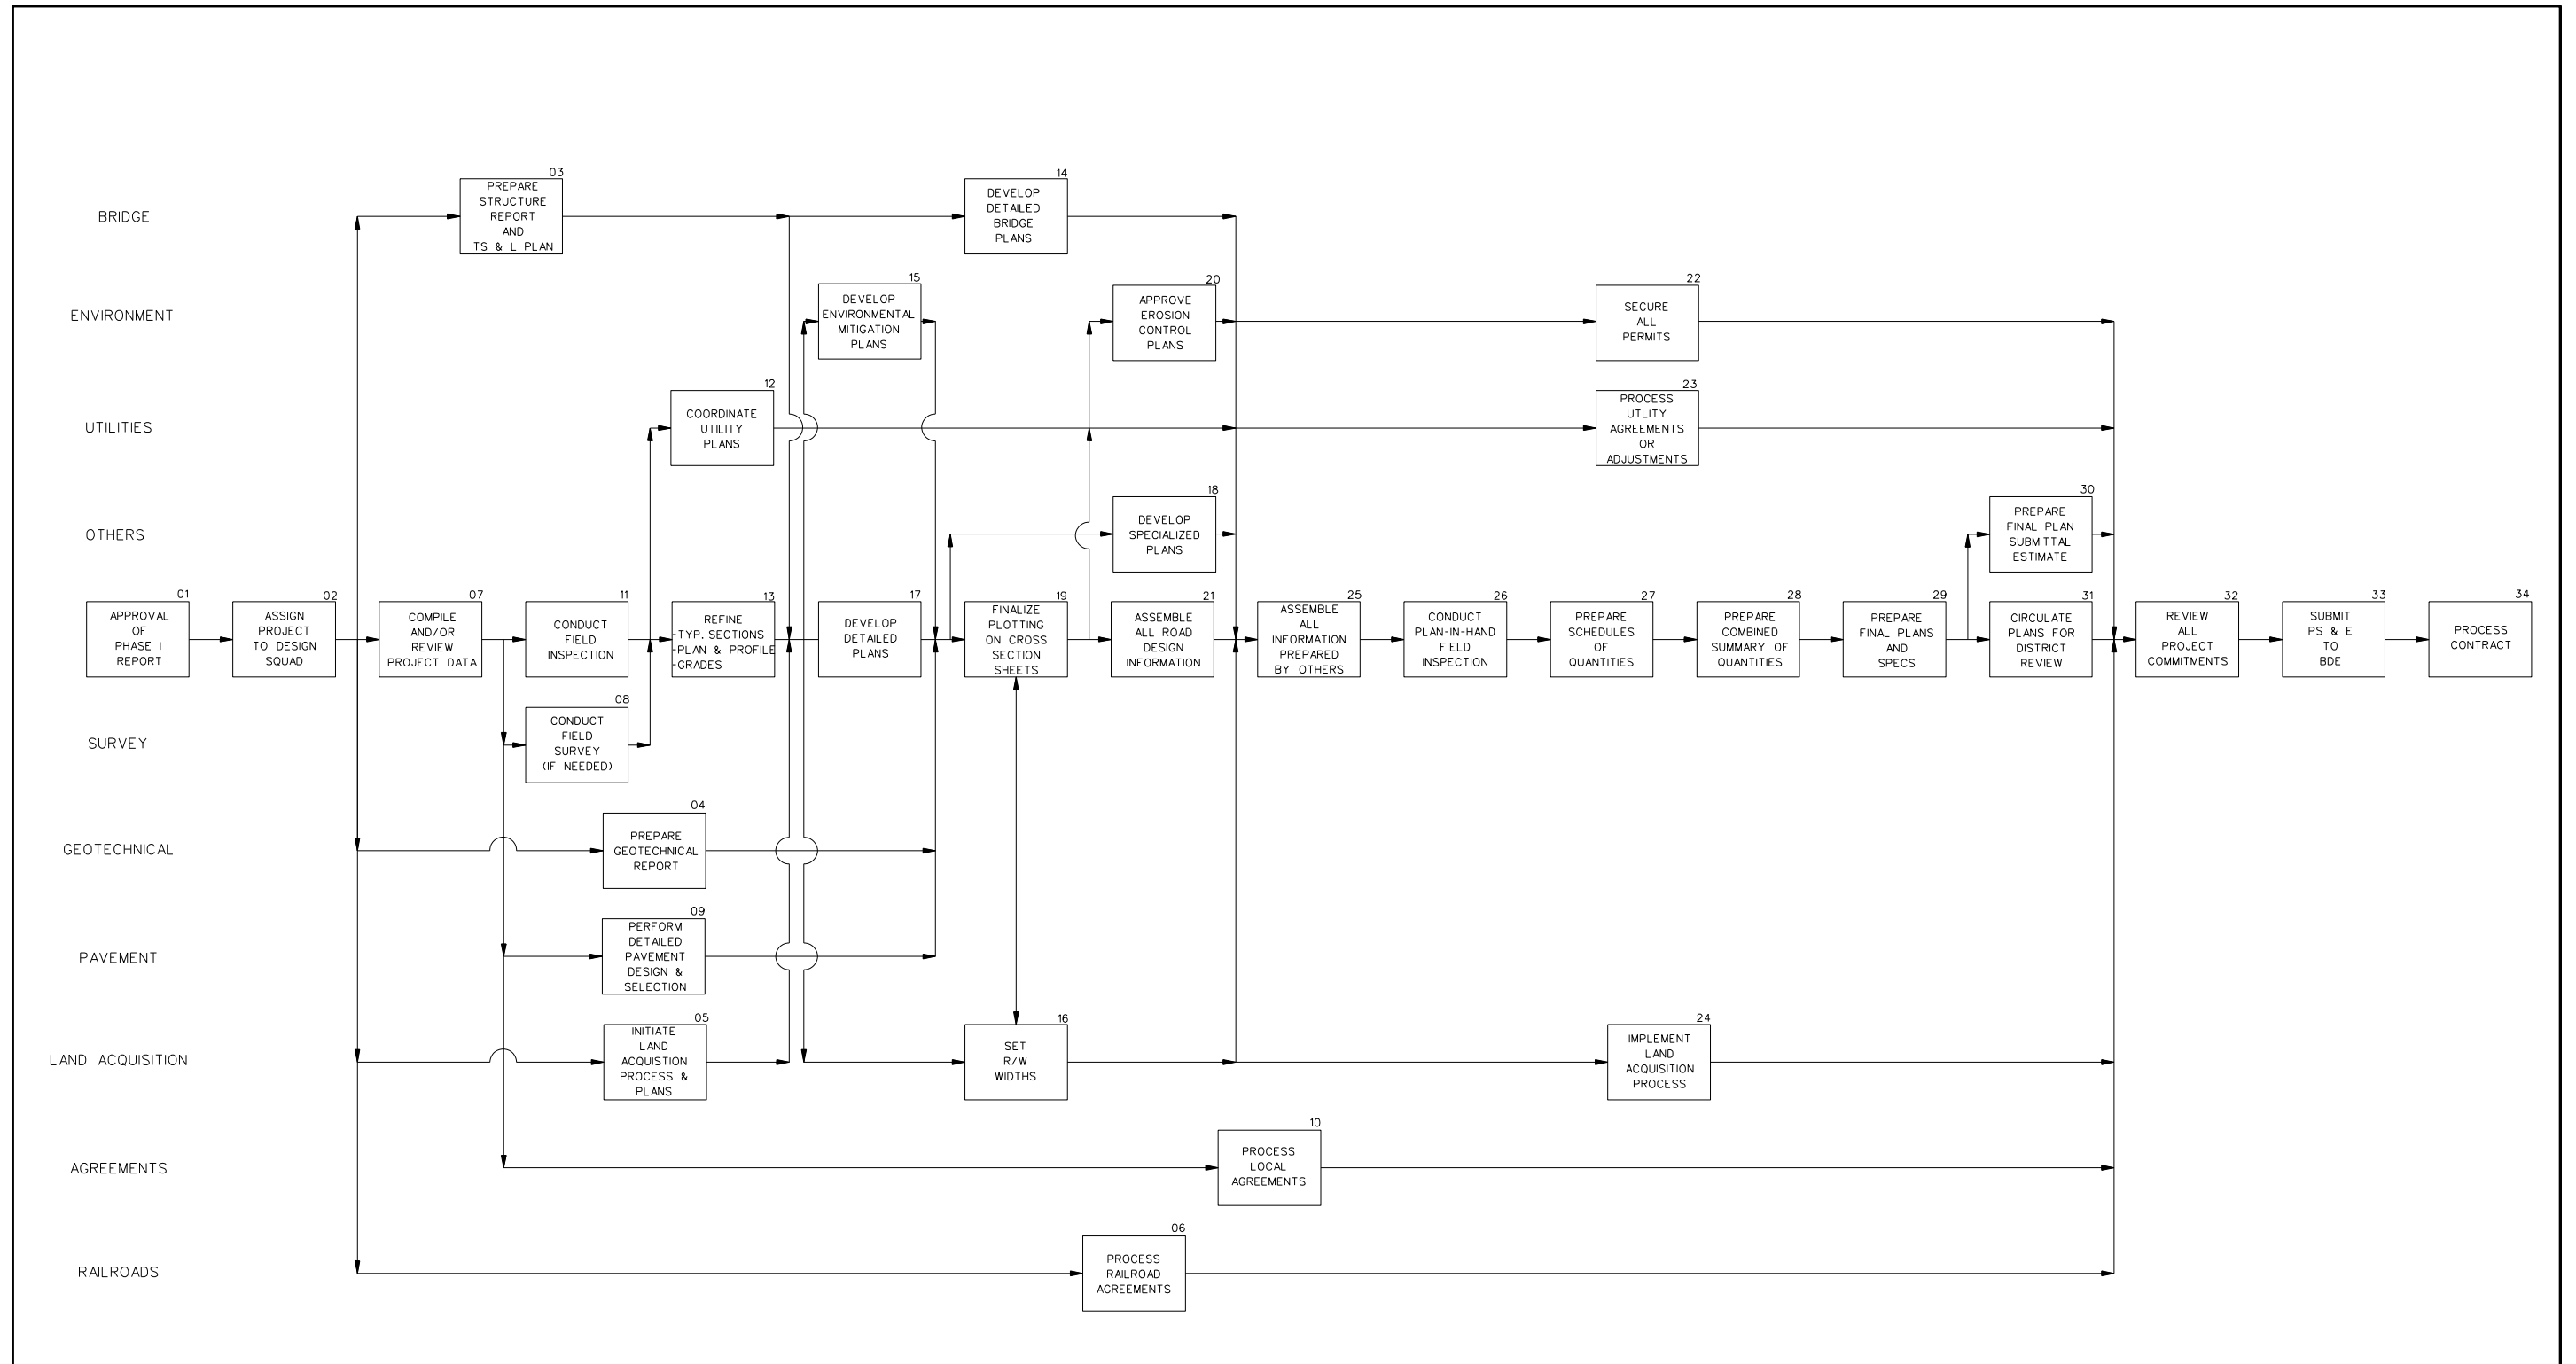 03
PREPARE
STRUCTURE
REPORT
AND
TS & L PLAN
14
DEVELOP
DETAILED
BRIDGE
PLANS
BRIDGE
15
DEVELOP
ENVIRONMENTAL
MITIGATION
PLANS
20
APPROVE
EROSION
CONTROL
PLANS
22
SECURE
ALL
PERMITS
ENVIRONMENT
12
COORDINATE
UTILITY
PLANS
23
PROCESS
UTLITY
AGREEMENTS
OR
ADJUSTMENTS
UTILITIES
18
DEVELOP
SPECIALIZED
PLANS
30
PREPARE
FINAL PLAN
SUBMITTAL
ESTIMATE
OTHERS
01
APPROVAL
OF
PHASE I
REPORT
02
ASSIGN
PROJECT
TO DESIGN
SQUAD
07
COMPILE
AND/OR
REVIEW
PROJECT DATA
11
CONDUCT
FIELD
INSPECTION
13
REFINE
-TYP. SECTIONS
-PLAN & PROFILE
-GRADES
17
DEVELOP
DETAILED
PLANS
19
FINALIZE
PLOTTING
ON CROSS
SECTION
SHEETS
21
ASSEMBLE
ALL ROAD
DESIGN
INFORMATION
25
ASSEMBLE
ALL
INFORMATION
PREPARED
BY OTHERS
26
CONDUCT
PLAN-IN-HAND
FIELD
INSPECTION
27
PREPARE
SCHEDULES
OF
QUANTITIES
28
PREPARE
COMBINED
SUMMARY OF
QUANTITIES
29
PREPARE
FINAL PLANS
AND
SPECS
31
CIRCULATE
PLANS FOR
DISTRICT
REVIEW
32
REVIEW
ALL
PROJECT
COMMITMENTS
33
SUBMIT
PS & E
TO
BDE
34
PROCESS
CONTRACT
08
CONDUCT
FIELD
SURVEY
(IF NEEDED)
SURVEY
04
PREPARE
GEOTECHNICAL
REPORT
GEOTECHNICAL
09
PERFORM
DETAILED
PAVEMENT
DESIGN &
SELECTION
PAVEMENT
05
INITIATE
LAND
ACQUISTION
PROCESS &
PLANS
16
SET
R/W
WIDTHS
24
IMPLEMENT
LAND
ACQUISITION
PROCESS
LAND ACQUISITION
10
PROCESS
LOCAL
AGREEMENTS
AGREEMENTS
06
PROCESS
RAILROAD
AGREEMENTS
RAILROADS